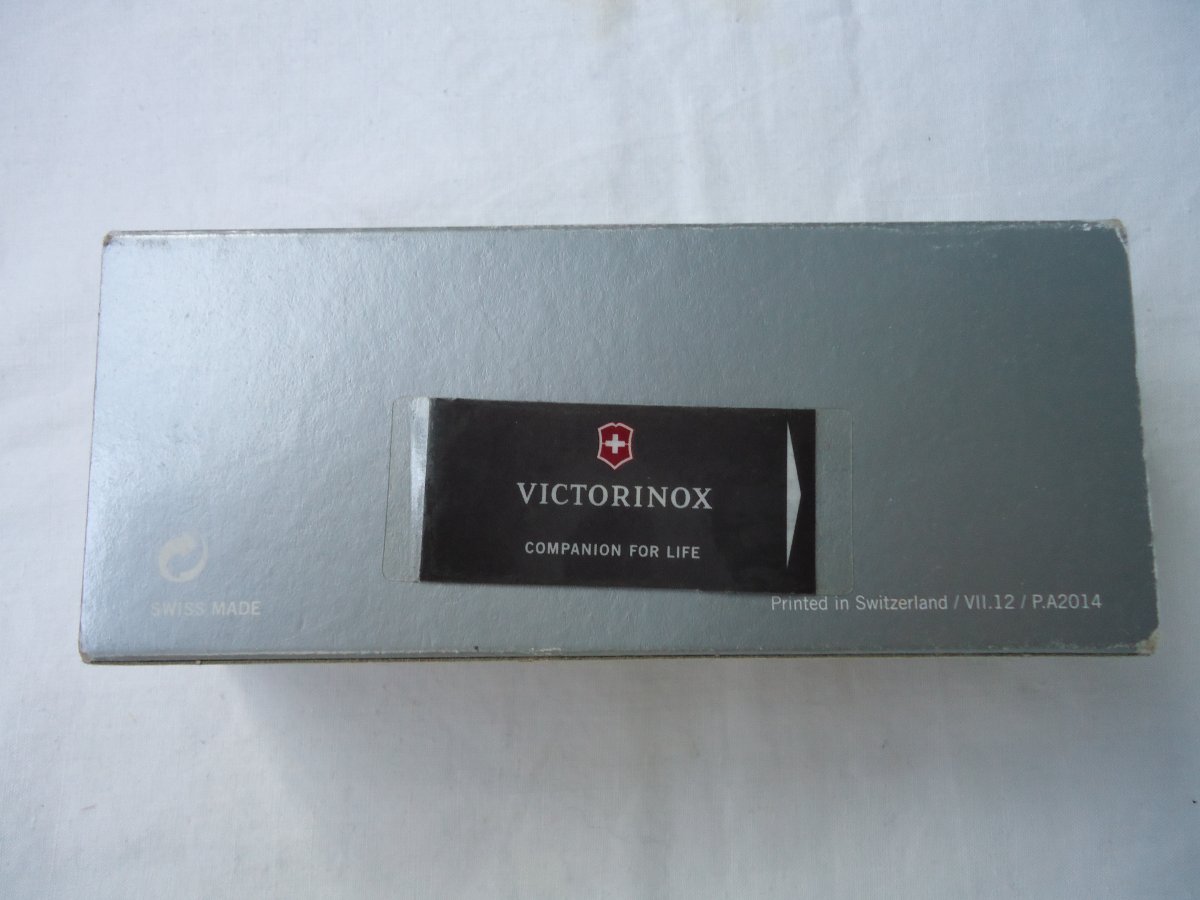 VICTORINOX
COMPANION FOR LIFE
SWISS MADE
Printed in Switzerland / VII.12 / P.A2014